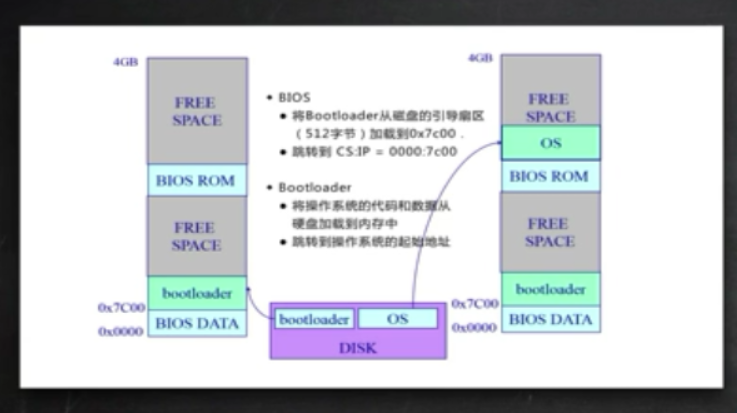 4GB
FREE
SPACE
BIOS ROM
FREE
SPACE
bootloader
0x7C00
BIOS DATA
0x0000
• BIOS
• 将Bootloader从磁盘的引导扇区
（512字节）加载到0x7c00 .
• 跳转到 CS:IP = 0000:7c00
• Bootloader
• 将操作系统的代码和数据从
硬盘加载到内存中
• 跳转到操作系统的起始地址
bootloader
OS
DISK
4GB
FREE
SPACE
OS
BIOS ROM
FREE
SPACE
bootloader
0x7C00
BIOS DATA
0x0000